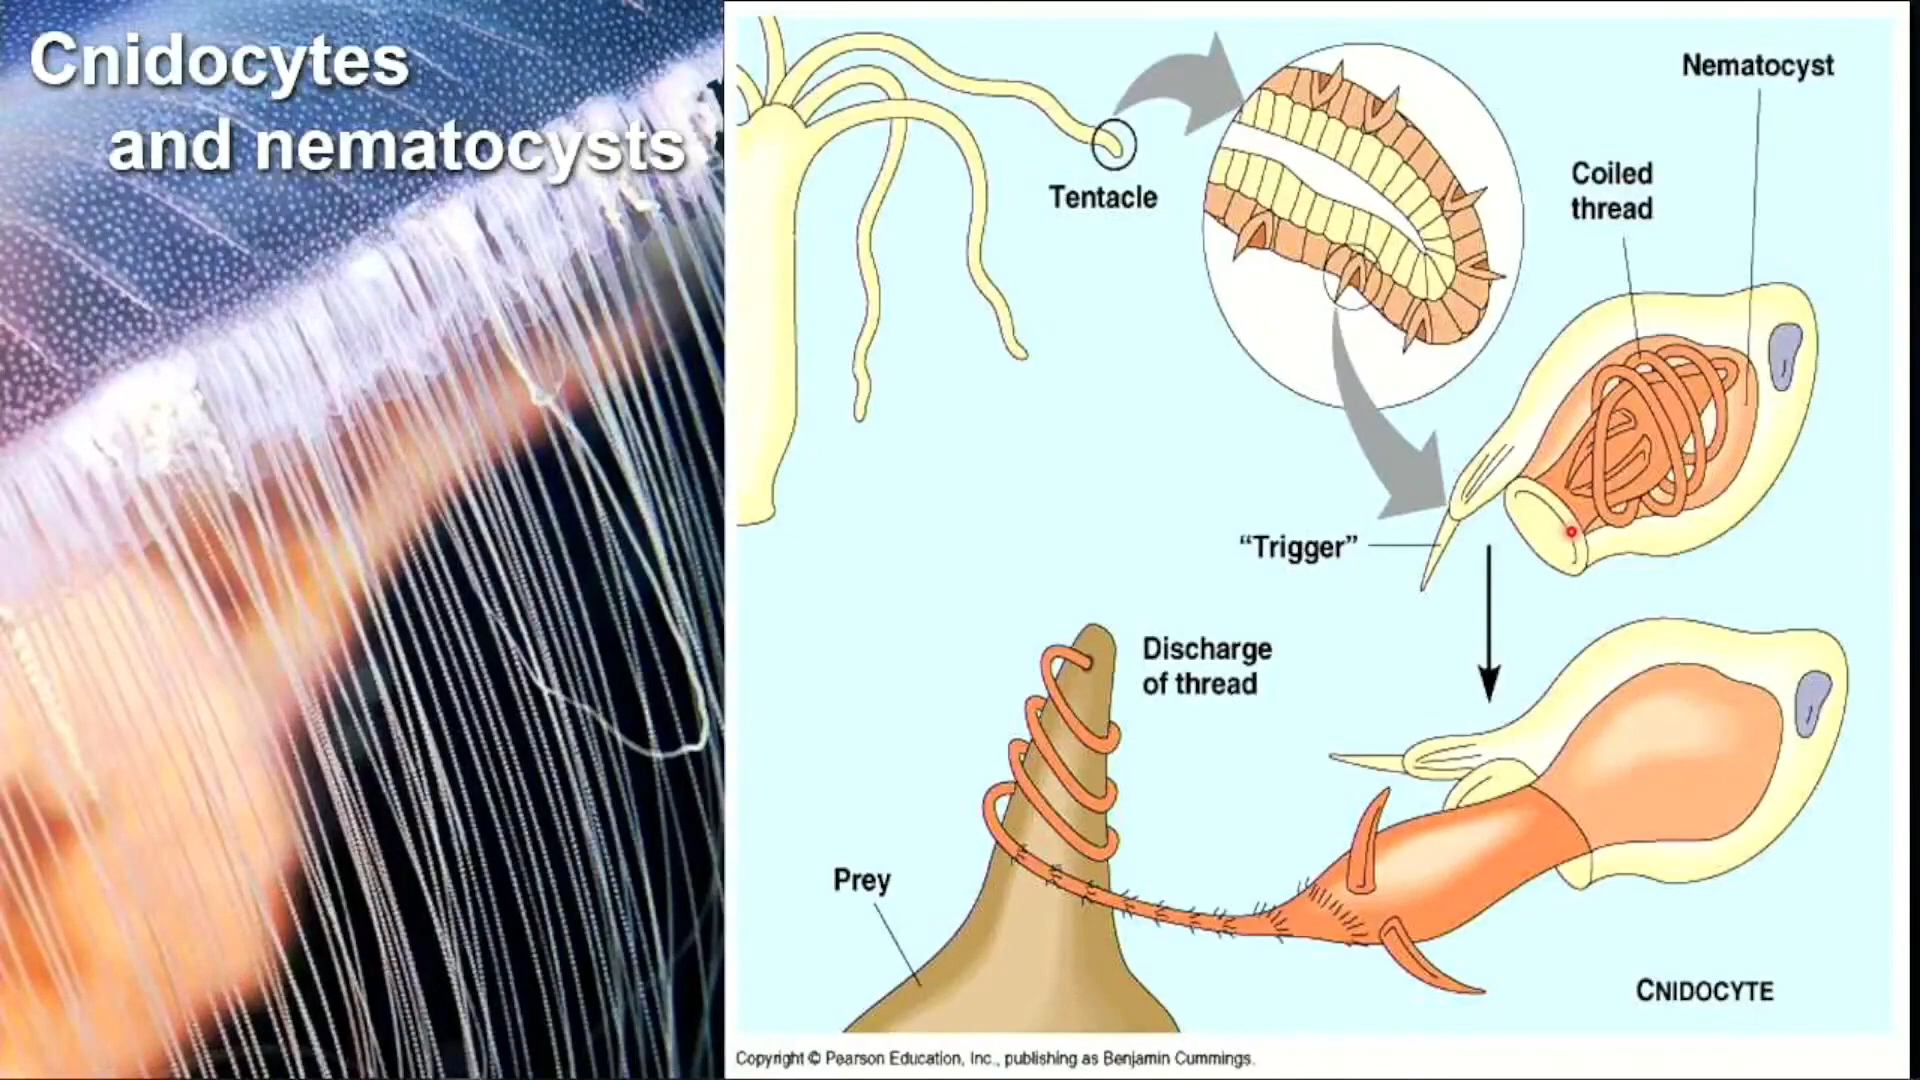 Cnidocytes
and nematocysts
Nematocyst
Coiled
thread
Tentacle
“Trigger”
Discharge
of thread
Prey
CNIDOCYTE
Copyright © Pearson Education, Inc., publishing as Benjamin Cummings.